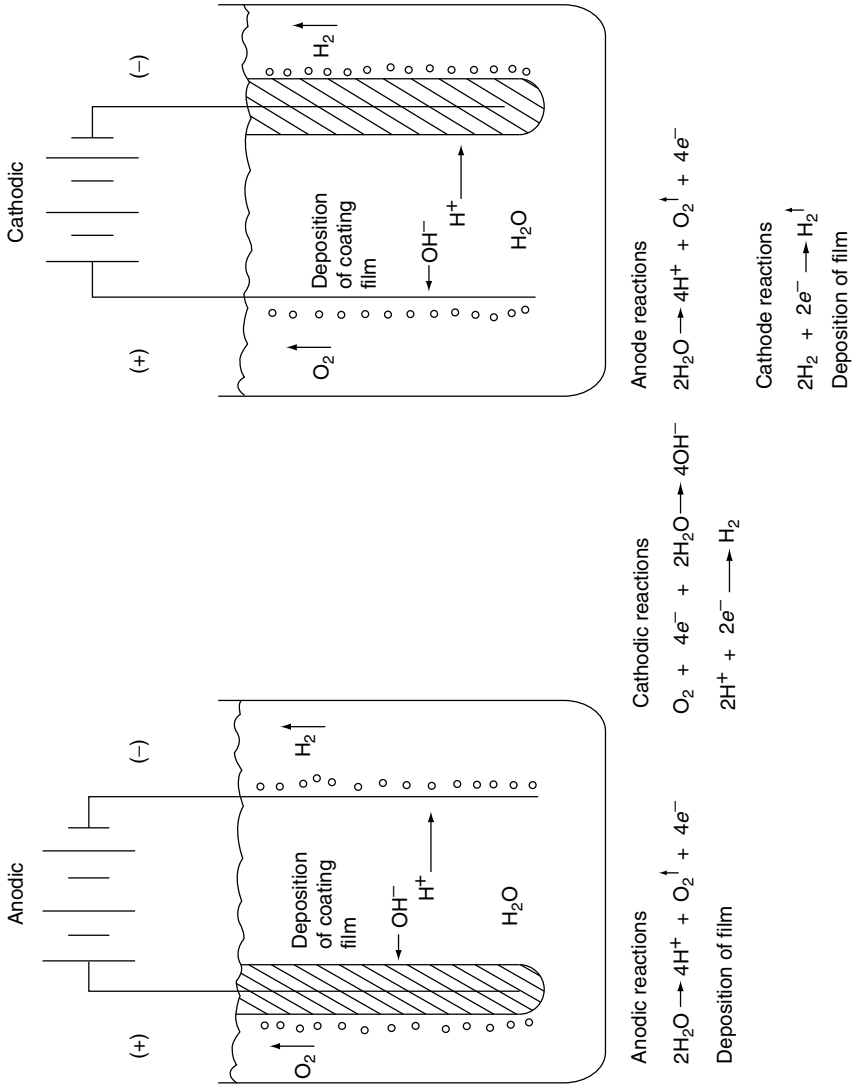 Anodic
(+)
(−)
O₂
H₂
Deposition
of coating
film
OH⁻
H⁺
H₂O
Anodic reactions
2H₂O ⟶ 4H⁺ + O₂↑ + 4e⁻
Deposition of film
Cathodic reactions
O₂ + 4e⁻ + 2H₂O ⟶ 4OH⁻
2H⁺ + 2e⁻ ⟶ H₂
Cathodic
(+)
(−)
O₂
H₂
Deposition
of coating
film
OH⁻
H⁺
H₂O
Anode reactions
2H₂O ⟶ 4H⁺ + O₂↑ + 4e⁻
Cathode reactions
2H₂ + 2e⁻ ⟶ H₂↑
Deposition of film